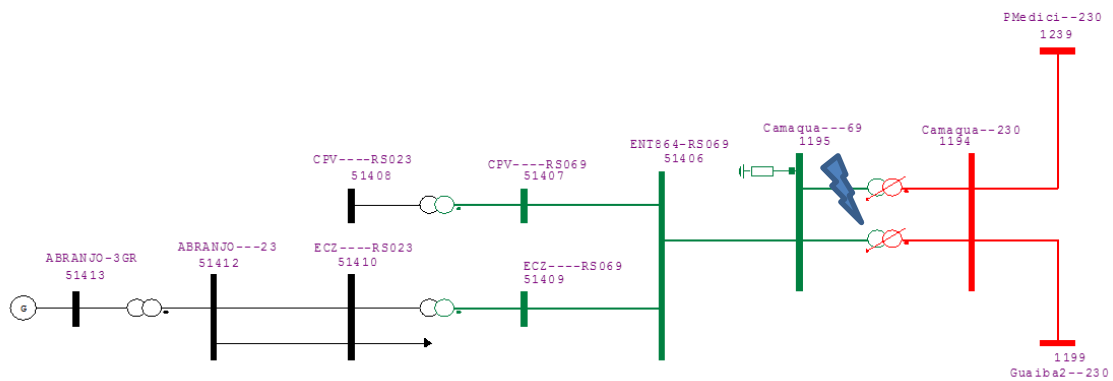 PMedici--230
1239
Camaqua---69
1195
Camaqua--230
1194
ENT864-RS069
51406
CPV----RS023
51408
CPV----RS069
51407
ABRANJO---23
51412
ECZ----RS023
51410
ABRANJO-3GR
51413
ECZ----RS069
51409
G
1199
Guaiba2--230